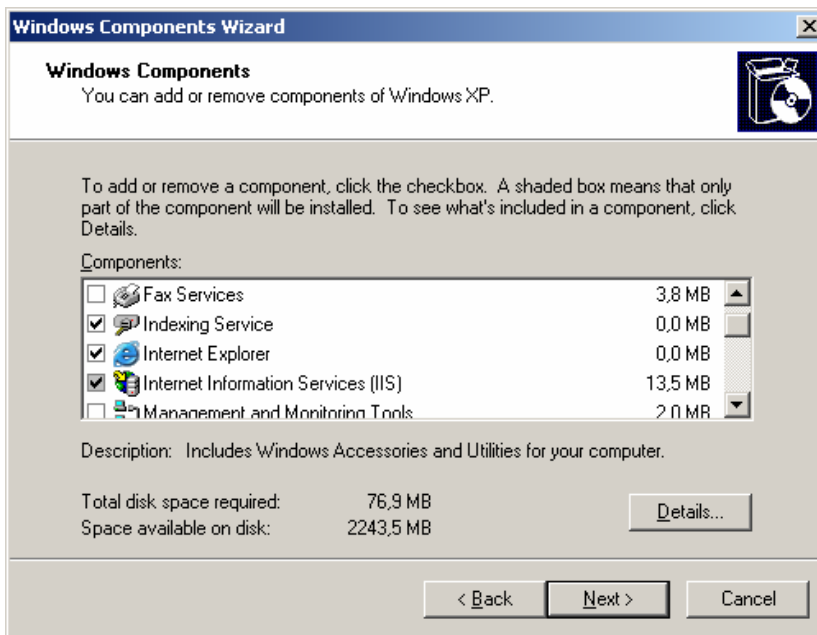 Windows Components Wizard
Windows Components
You can add or remove components of Windows XP.
To add or remove a component, click the checkbox. A shaded box means that only
part of the component will be installed. To see what's included in a component, click
Details.
Components:
Fax Services 3,8 MB
Indexing Service 0,0 MB
Internet Explorer 0,0 MB
Internet Information Services (IIS) 13,5 MB
Management and Monitoring Tools 2,0 MB
Description: Includes Windows Accessories and Utilities for your computer.
Total disk space required: 76,9 MB
Space available on disk: 2243,5 MB
Details...
< Back Next > Cancel